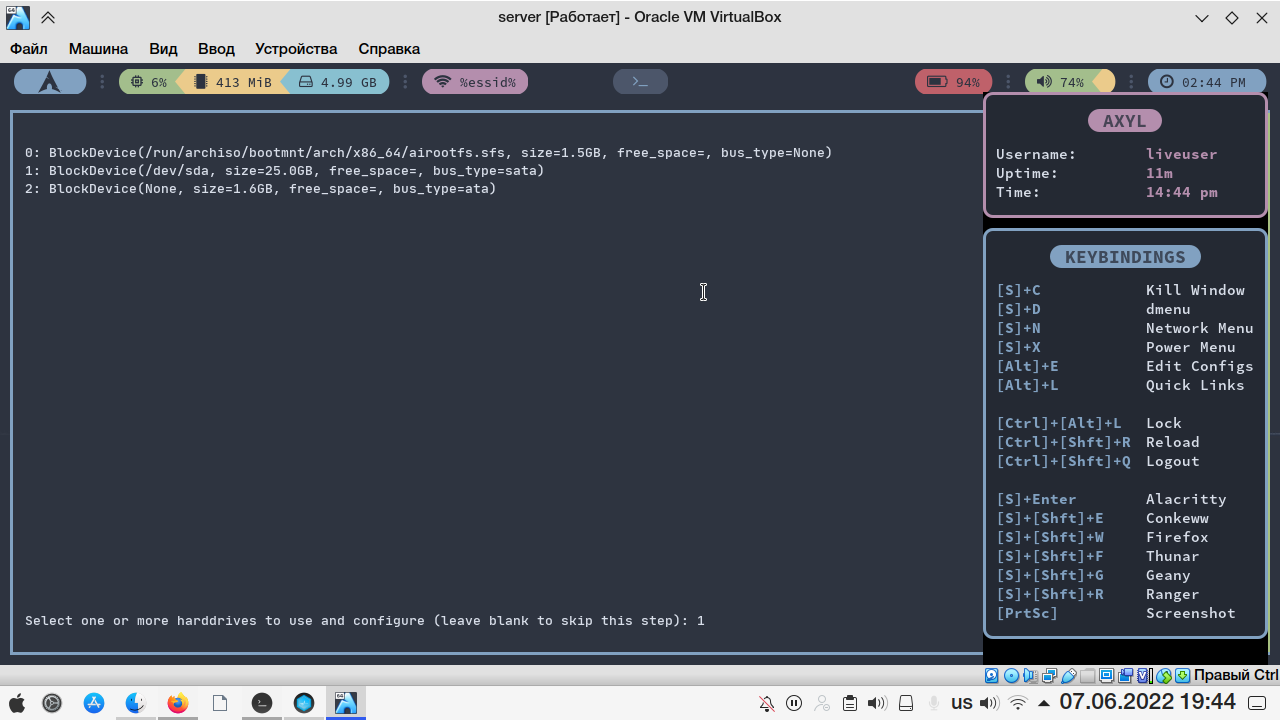 server [Работает] - Oracle VM VirtualBox
Файл Машина Вид Ввод Устройства Справка
6% 413 MiB 4.99 GB %essid% >_ 94% 74% 02:44 PM
0: BlockDevice(/run/archiso/bootmnt/arch/x86_64/airootfs.sfs, size=1.5GB, free_space=, bus_type=None)
1: BlockDevice(/dev/sda, size=25.0GB, free_space=, bus_type=sata)
2: BlockDevice(None, size=1.6GB, free_space=, bus_type=ata)
Select one or more harddrives to use and configure (leave blank to skip this step): 1
AXYL
Username: liveuser
Uptime: 11m
Time: 14:44 pm
KEYBINDINGS
[S]+C Kill Window
[S]+D dmenu
[S]+N Network Menu
[S]+X Power Menu
[Alt]+E Edit Configs
[Alt]+L Quick Links
[Ctrl]+[Alt]+L Lock
[Ctrl]+[Shft]+R Reload
[Ctrl]+[Shft]+Q Logout
[S]+Enter Alacritty
[S]+[Shft]+E Conkeww
[S]+[Shft]+W Firefox
[S]+[Shft]+F Thunar
[S]+[Shft]+G Geany
[S]+[Shft]+R Ranger
[PrtSc] Screenshot
Правый Ctrl
us 07.06.2022 19:44